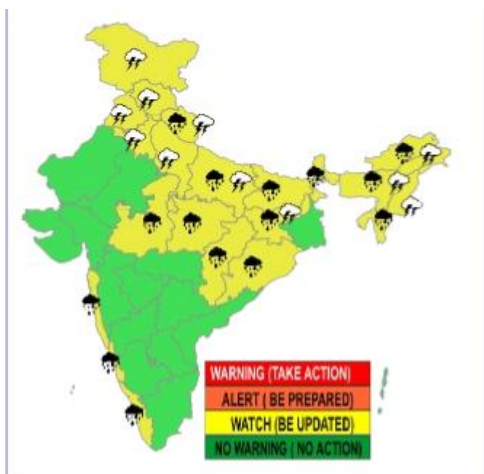 WARNING (TAKE ACTION)
ALERT ( BE PREPARED)
WATCH (BE UPDATED)
NO WARNING ( NO ACTION)